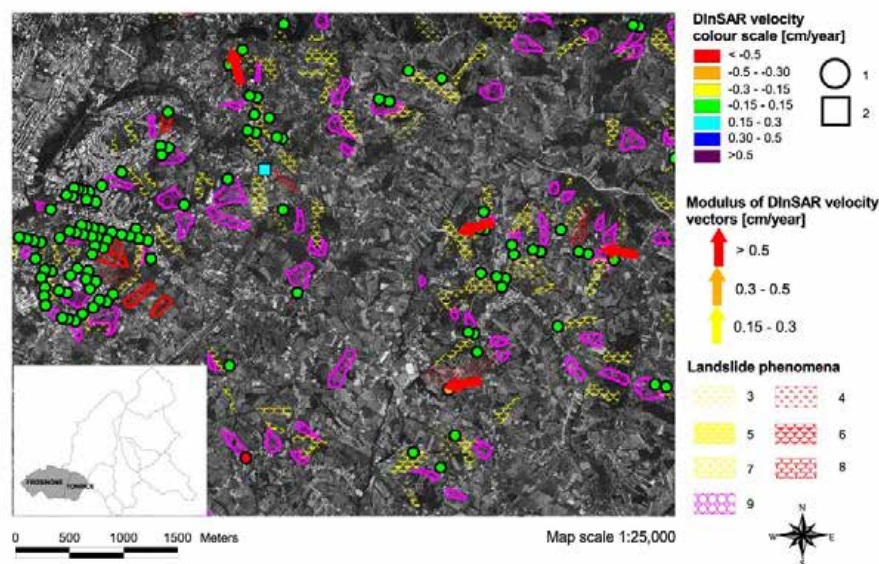 DInSAR velocity
colour scale [cm/year]
< -0.5
-0.5 - -0.30
-0.3 - -0.15
-0.15 - 0.15
0.15 - 0.3
0.30 - 0.5
>0.5
1
2
Modulus of DInSAR velocity
vectors [cm/year]
> 0.5
0.3 - 0.5
0.15 - 0.3
Landslide phenomena
3
4
5
6
7
8
9
FROSINONE
N
W
E
S
0
500
1000
1500
Meters
Map scale 1:25,000